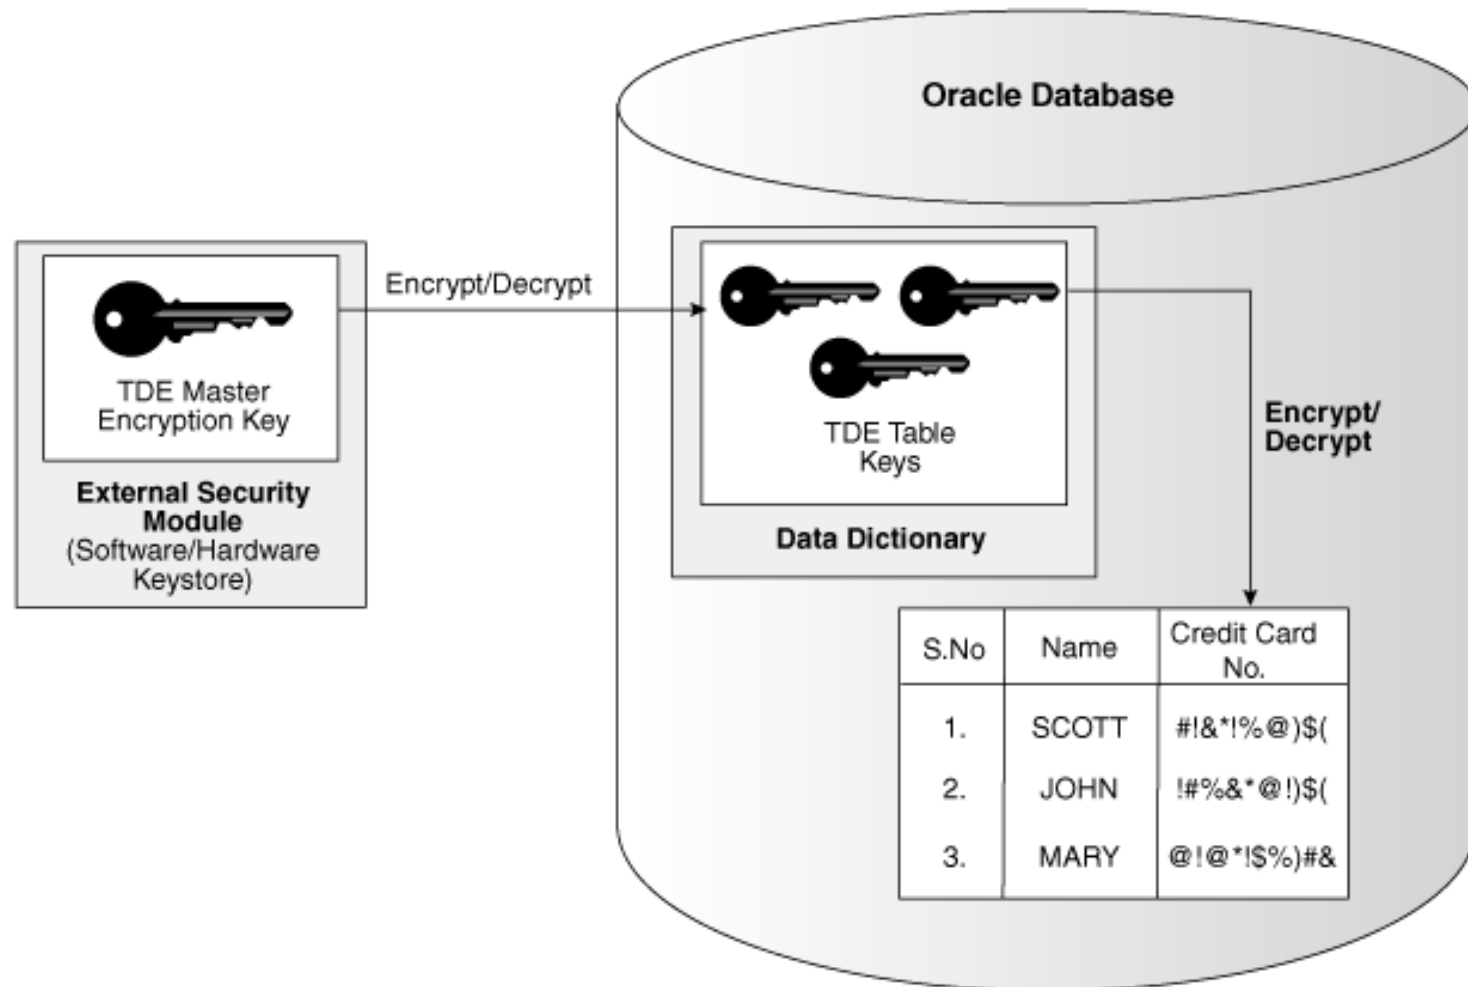 Oracle Database
Encrypt/Decrypt
TDE Master
Encryption Key
External Security
Module
(Software/Hardware
Keystore)
TDE Table
Keys
Data Dictionary
Encrypt/
Decrypt
S.No Name Credit Card
No.
1. SCOTT #!&*!%@)$(
2. JOHN !#%&*@!)$(
3. MARY @!@*!$%)#&